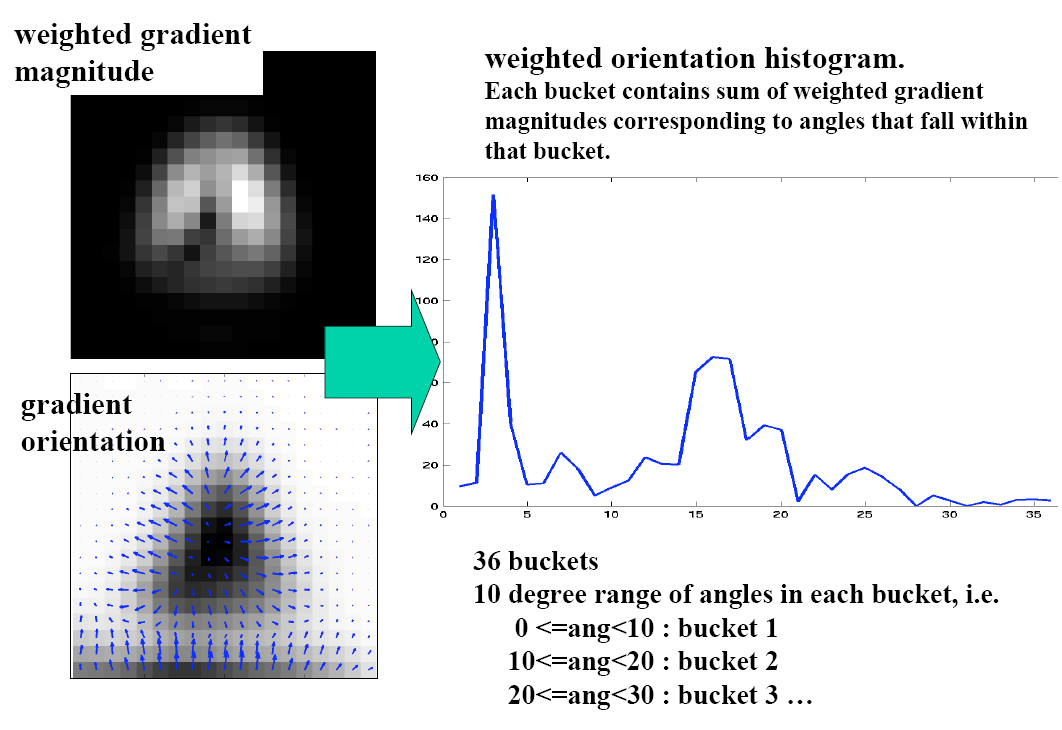 weighted gradient
magnitude
weighted orientation histogram.
Each bucket contains sum of weighted gradient
magnitudes corresponding to angles that fall within
that bucket.
160
140
120
100
0
0
40
20
0
0
5
10
15
20
25
30
35
gradient
orientation
36 buckets
10 degree range of angles in each bucket, i.e.
0 <=ang<10 : bucket 1
10<=ang<20 : bucket 2
20<=ang<30 : bucket 3 …